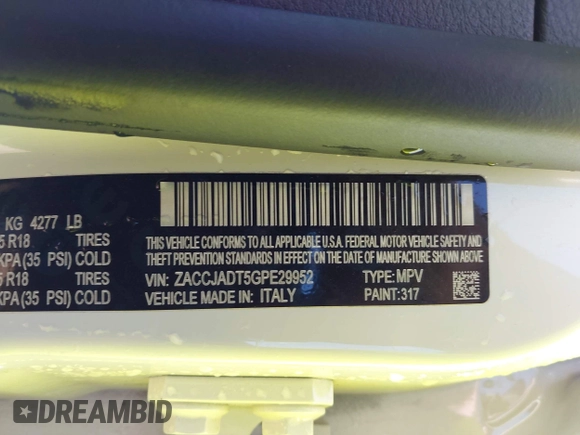 KG 4277 LB
5 R18 TIRES
KPA(35 PSI) COLD
5 R18 TIRES
KPA(35 PSI) COLD
THIS VEHICLE CONFORMS TO ALL APPLICABLE U.S.A. FEDERAL MOTOR VEHICLE SAFETY AND
THEFT PREVENTION STANDARDS IN EFFECT ON THE DATE OF MANUFACTURE SHOWN ABOVE.
VIN: ZACCJADT5GPE29952 TYPE: MPV
VEHICLE MADE IN: ITALY PAINT:317
DREAMBID